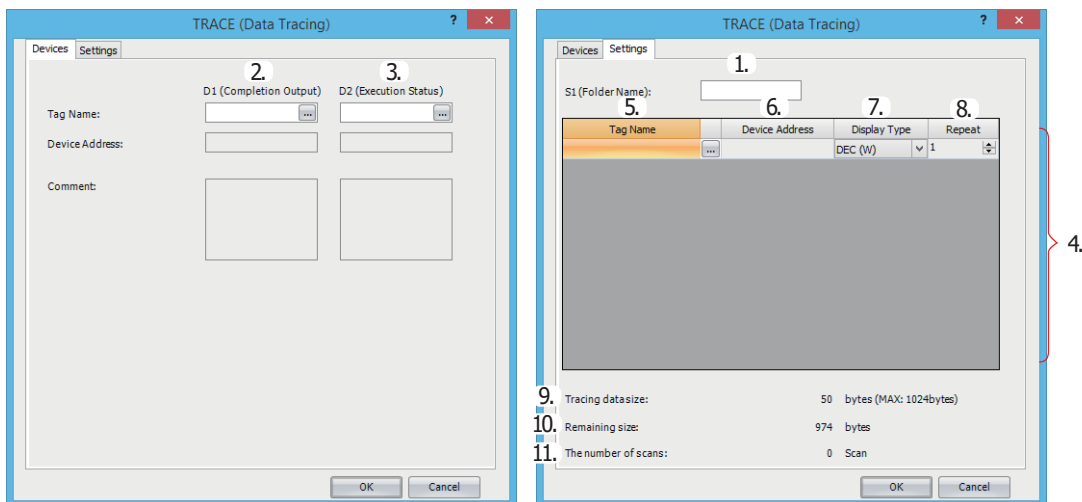 TRACE (Data Tracing)
? ×
Devices Settings
2. 3.
D1 (Completion Output) D2 (Execution Status)
Tag Name: ... ...
Device Address:
Comment:
OK Cancel
TRACE (Data Tracing)
? ×
Devices Settings
1.
S1 (Folder Name):
5. 6. 7. 8.
Tag Name Device Address Display Type Repeat
... DEC (W) 1
4.
9. Tracing data size: 50 bytes (MAX: 1024bytes)
10. Remaining size: 974 bytes
11. The number of scans: 0 Scan
OK Cancel